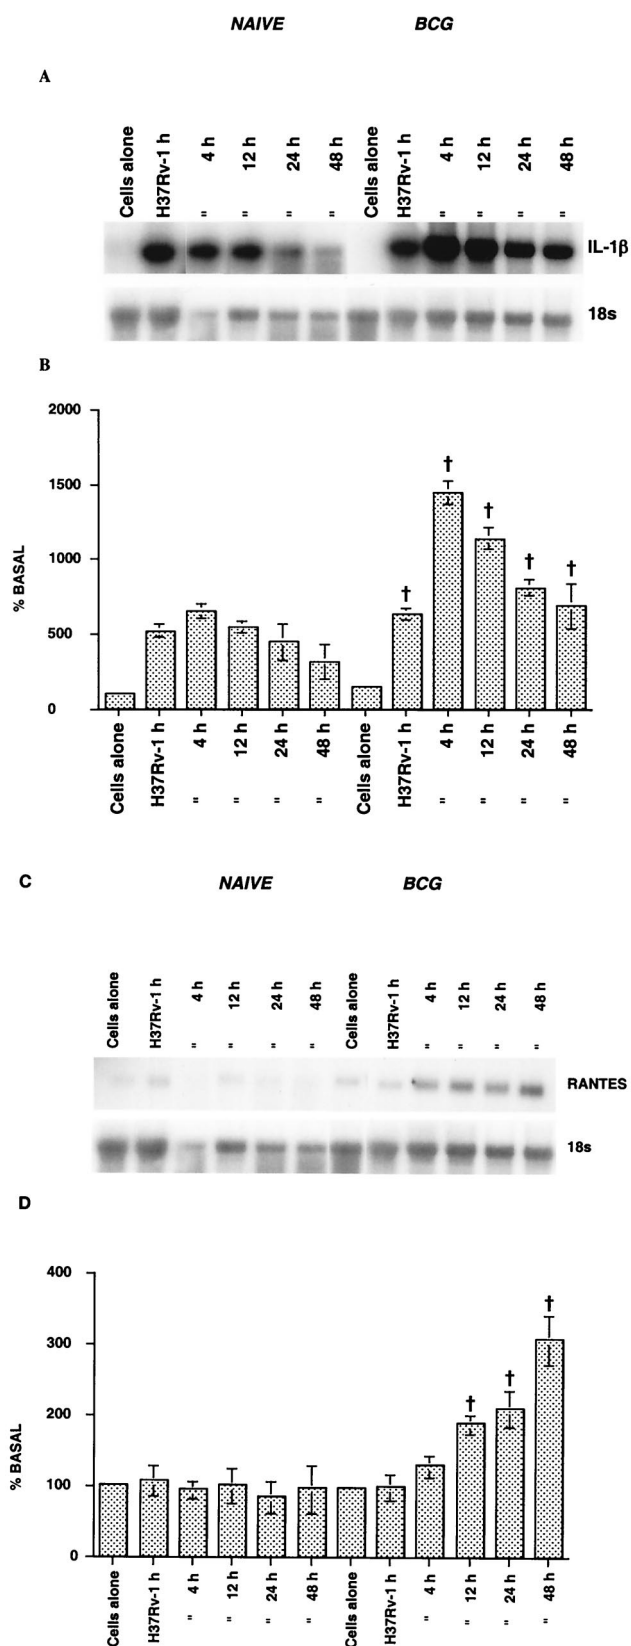 NAIVE BCG
A
Cells alone H37Rv-1 h 4 h 12 h 24 h 48 h Cells alone H37Rv-1 h 4 h 12 h 24 h 48 h
" " " " " " " "
IL-1β
18s
B
2000
1500
1000
500
0
% BASAL
† † † † †
Cells alone H37Rv-1 h 4 h 12 h 24 h 48 h Cells alone H37Rv-1 h 4 h 12 h 24 h 48 h
" " " " " " " "
C NAIVE BCG
Cells alone H37Rv-1 h 4 h 12 h 24 h 48 h Cells alone H37Rv-1 h 4 h 12 h 24 h 48 h
" " " " " " " "
RANTES
18s
D
400
300
200
100
0
% BASAL
† † †
Cells alone H37Rv-1 h 4 h 12 h 24 h 48 h Cells alone H37Rv-1 h 4 h 12 h 24 h 48 h
" " " " " " " "